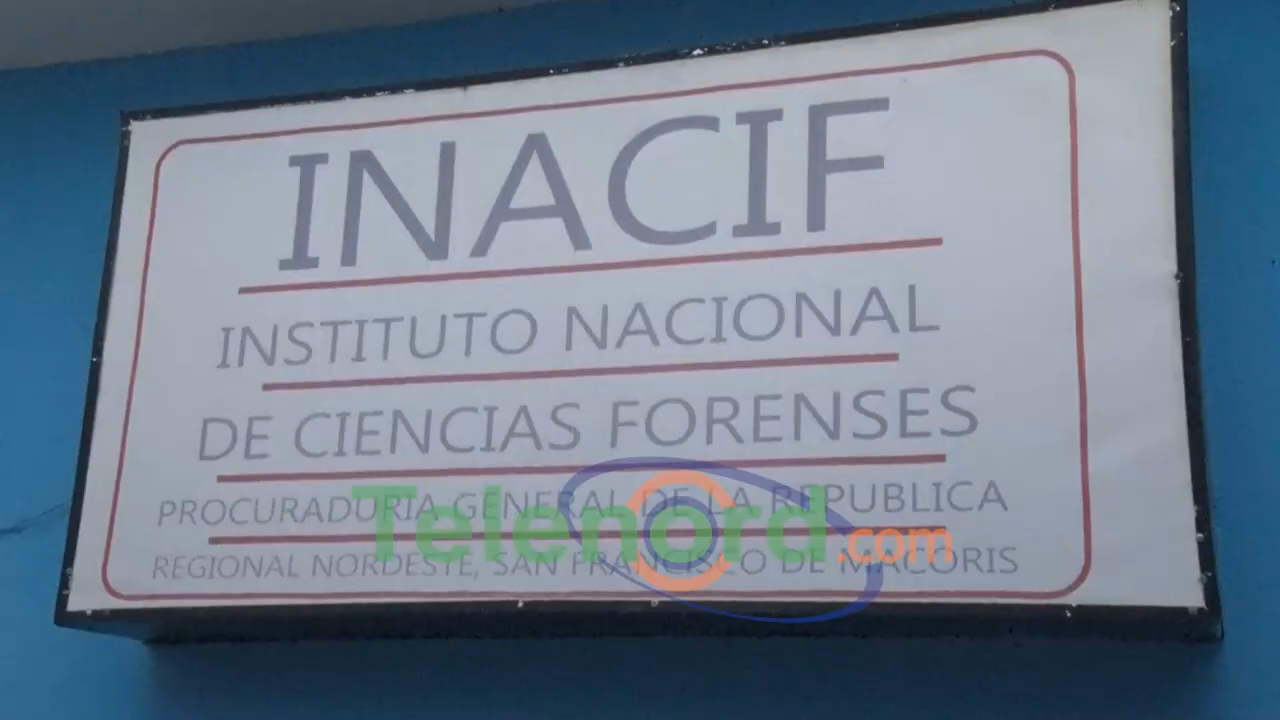 INACIF
INSTITUTO NACIONAL
DE CIENCIAS FORENSES
PROCURADURIA GENERAL DE LA REPUBLICA
REGIONAL NORDESTE, SAN FRANCISCO DE MACORIS
Telenord.com